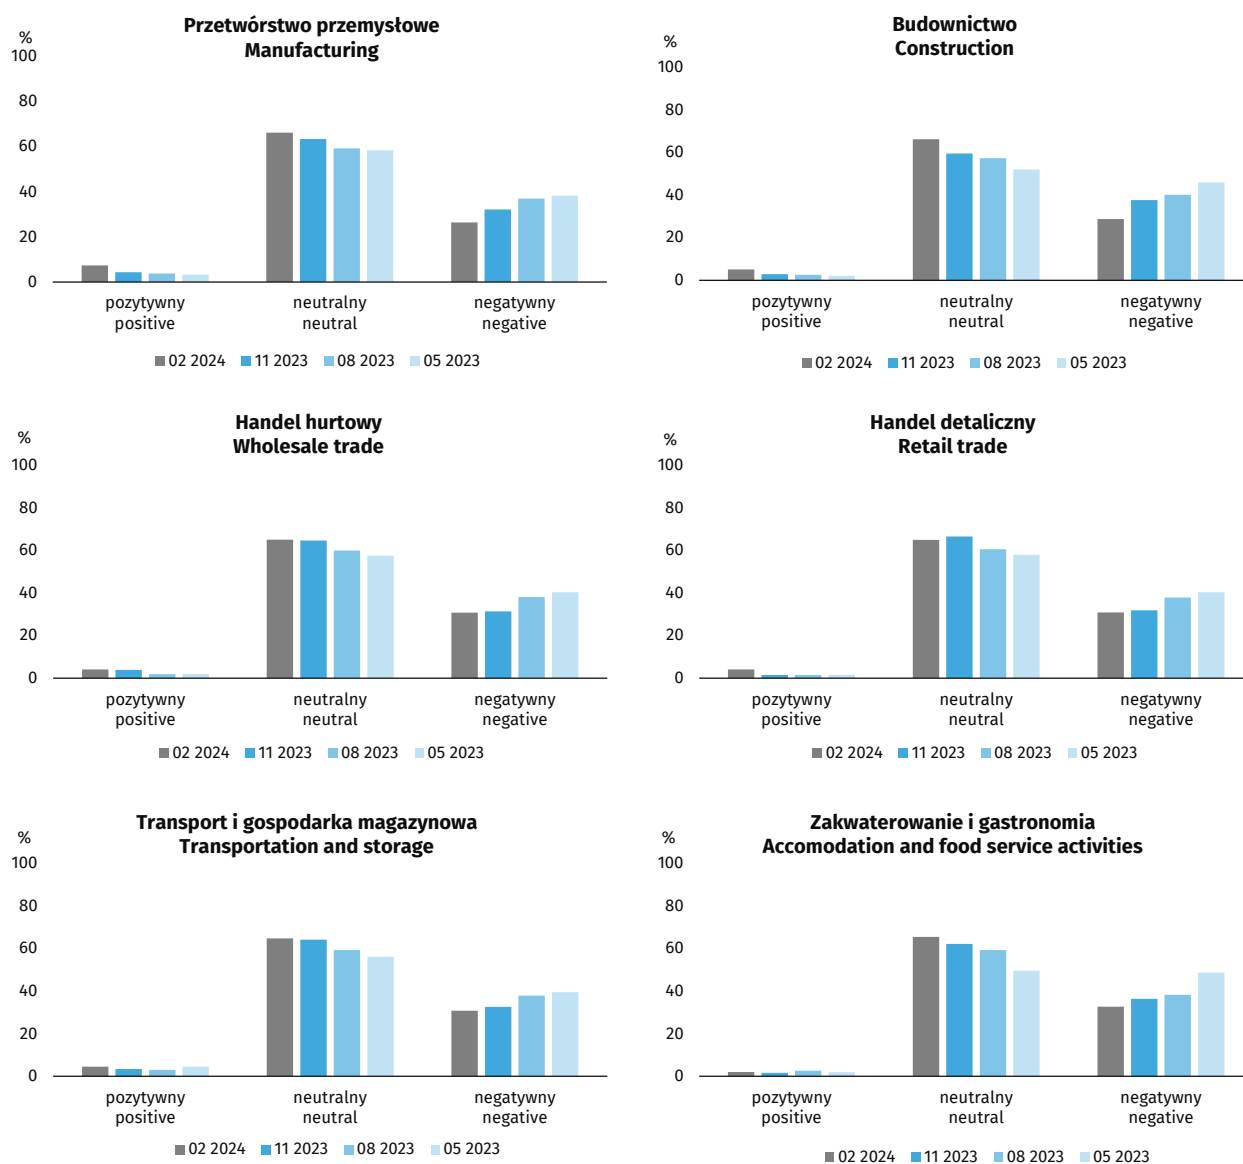 Przetwórstwo przemysłowe
Manufacturing
%
100
80
60
40
20
0
pozytywny
positive
neutralny
neutral
negatywny
negative
02 2024 11 2023 08 2023 05 2023
Budownictwo
Construction
%
100
80
60
40
20
0
pozytywny
positive
neutralny
neutral
negatywny
negative
02 2024 11 2023 08 2023 05 2023
Handel hurtowy
Wholesale trade
%
100
80
60
40
20
0
pozytywny
positive
neutralny
neutral
negatywny
negative
02 2024 11 2023 08 2023 05 2023
Handel detaliczny
Retail trade
%
100
80
60
40
20
0
pozytywny
positive
neutralny
neutral
negatywny
negative
02 2024 11 2023 08 2023 05 2023
Transport i gospodarka magazynowa
Transportation and storage
%
100
80
60
40
20
0
pozytywny
positive
neutralny
neutral
negatywny
negative
02 2024 11 2023 08 2023 05 2023
Zakwaterowanie i gastronomia
Accomodation and food service activities
%
100
80
60
40
20
0
pozytywny
positive
neutralny
neutral
negatywny
negative
02 2024 11 2023 08 2023 05 2023